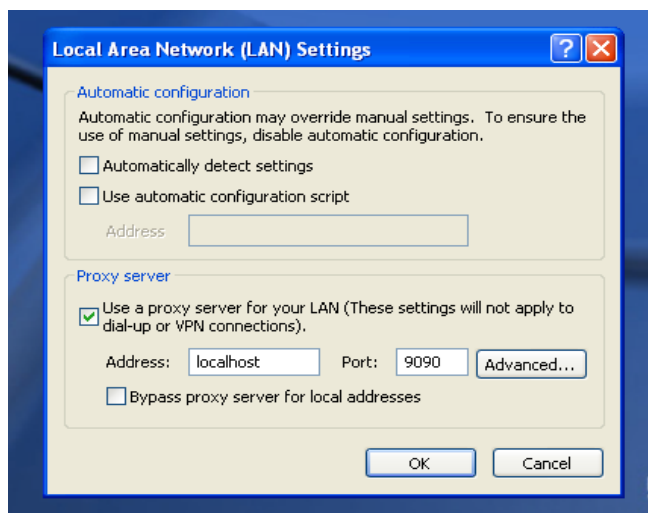 Local Area Network (LAN) Settings
Automatic configuration
Automatic configuration may override manual settings. To ensure the
use of manual settings, disable automatic configuration.
Automatically detect settings
Use automatic configuration script
Address
Proxy server
Use a proxy server for your LAN (These settings will not apply to
dial-up or VPN connections).
Address: localhost Port: 9090 Advanced...
Bypass proxy server for local addresses
OK Cancel